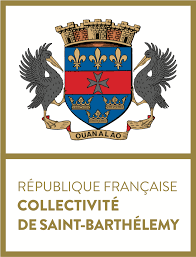 OUANALAO
RÉPUBLIQUE FRANÇAISE
COLLECTIVITÉ
DE SAINT-BARTHÉLEMY